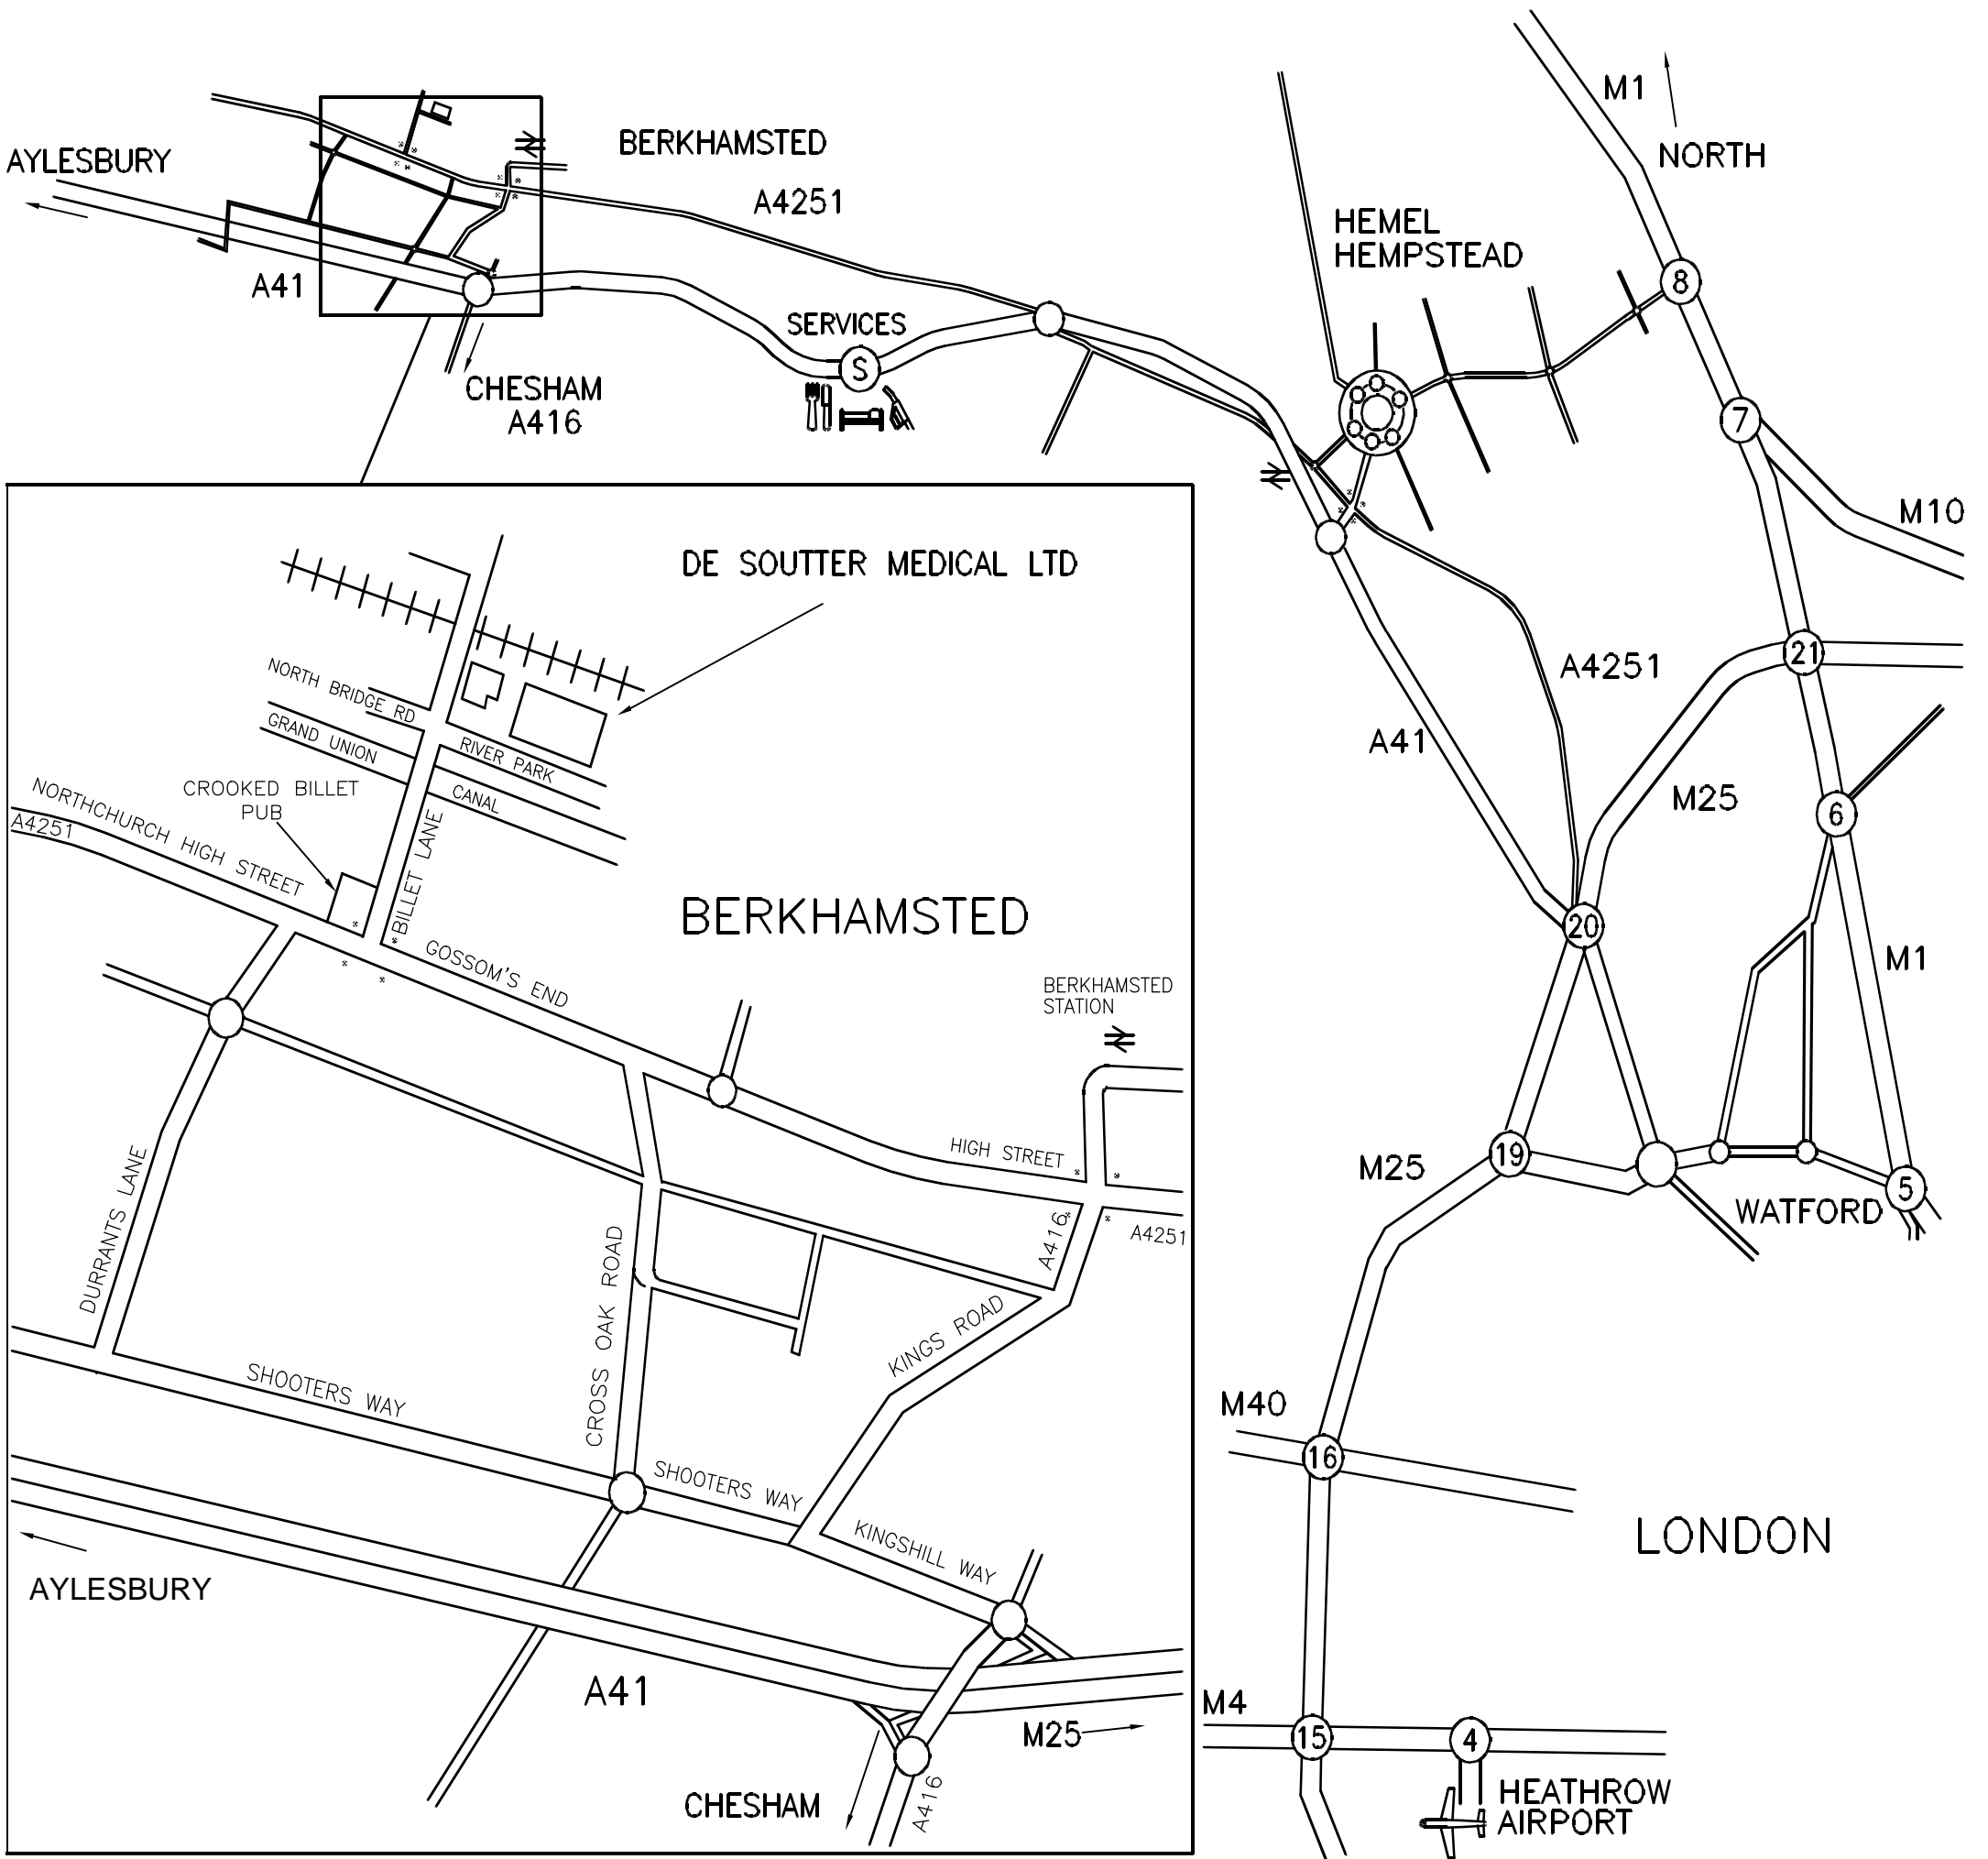 M1
NORTH
AYLESBURY
BERKHAMSTED
A4251
HEMEL
HEMPSTEAD
A41
8
SERVICES
S
CHESHAM
A416
7
M10
DE SOUTTER MEDICAL LTD
21
A4251
A41
M25
6
NORTH BRIDGE RD
GRAND UNION
RIVER PARK
CANAL
CROOKED BILLET
PUB
NORTHCHURCH HIGH STREET
A4251
BILLET LANE
BERKHAMSTED
GOSSOM'S END
20
M1
BERKHAMSTED
STATION
HIGH STREET
19
M25
5
WATFORD
A416
A4251
DURRANTS LANE
CROSS OAK ROAD
KINGS ROAD
SHOOTERS WAY
M40
16
SHOOTERS WAY
KINGSHILL WAY
LONDON
AYLESBURY
A41
M25
M4
15
4
CHESHAM
A416
HEATHROW
AIRPORT